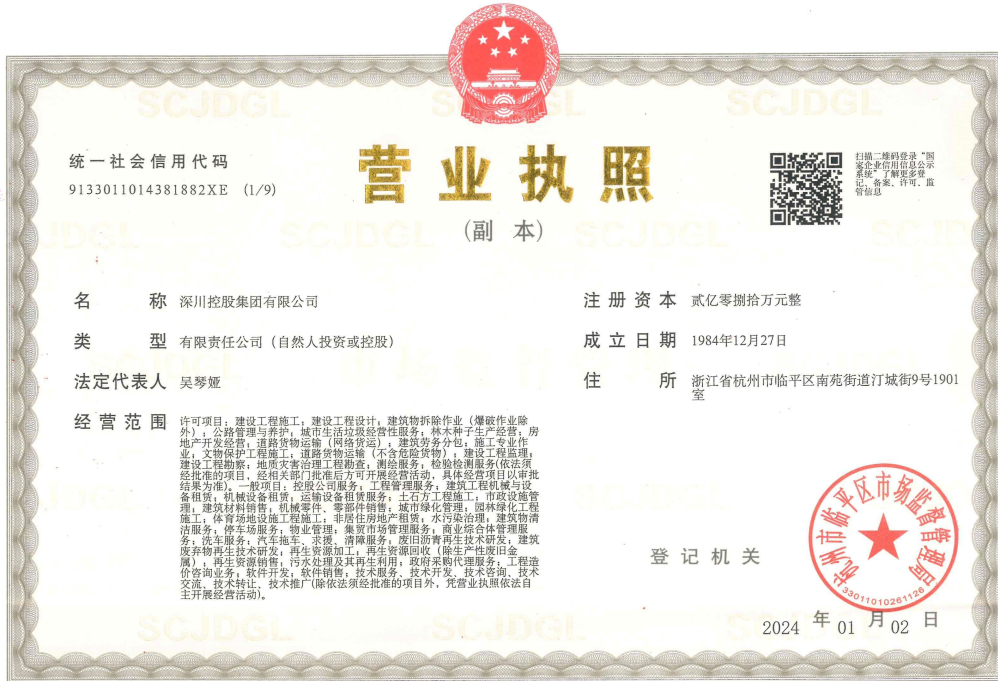 统一社会信用代码
9133011014381882XE (1/9)
营业执照
(副 本)
扫描二维码登录“国
家企业信用信息公示
系统”了解更多登
记、备案、许可、监
管信息
名 称 深川控股集团有限公司
类 型 有限责任公司（自然人投资或控股）
法定代表人 吴琴娅
经营范围 许可项目：建设工程施工；建设工程设计；建筑物拆除作业（爆破作业除
外）；公路管理与养护；城市生活垃圾经营性服务；林木种子生产经营；房
地产开发经营；道路货物运输（网络货运）；建筑劳务分包；施工专业作
业；文物保护工程施工；道路货物运输（不含危险货物）；建设工程监理；
建设工程勘察；地质灾害治理工程勘查；测绘服务；检验检测服务(依法须
经批准的项目，经相关部门批准后方可开展经营活动，具体经营项目以审批
结果为准)。一般项目：控股公司服务；工程管理服务；建筑工程机械与设
备租赁；机械设备租赁；运输设备租赁服务；土石方工程施工；市政设施管
理；建筑材料销售；机械零件、零部件销售；城市绿化管理；园林绿化工程
施工；体育场地设施工程施工；非居住房地产租赁；水污染治理；建筑物清
洁服务；停车场服务；物业管理；集贸市场管理服务；商业综合体管理服
务；洗车服务；汽车拖车、求援、清障服务；废旧沥青再生技术研发；建筑
废弃物再生技术研发；再生资源加工；再生资源回收（除生产性废旧金
属）；再生资源销售；污水处理及其再生利用；政府采购代理服务；工程造
价咨询业务；软件开发；软件销售；技术服务、技术开发、技术咨询、技术
交流、技术转让、技术推广(除依法须经批准的项目外，凭营业执照依法自
主开展经营活动)。
注册资本 贰亿零捌拾万元整
成立日期 1984年12月27日
住 所 浙江省杭州市临平区南苑街道汀城街9号1901
室
登记机关
杭州市临平区市场监督管理局
33011010261126
2024 年 01 月 02 日
SCJDGL